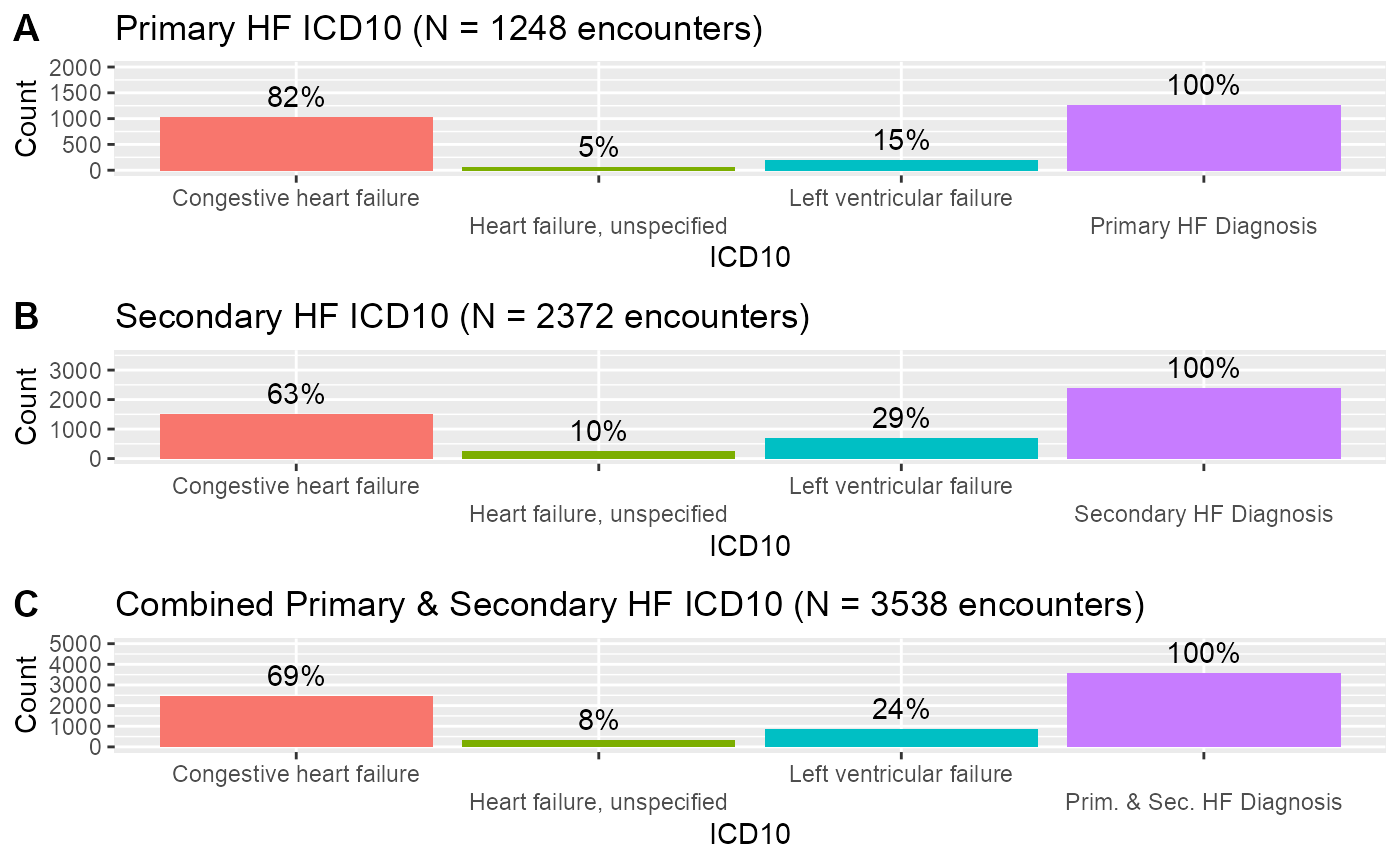 A Primary HF ICD10 (N = 1248 encounters)
Count
2000
1500
1000
500
0
82%
5%
15%
100%
Congestive heart failure
Heart failure, unspecified
Left ventricular failure
Primary HF Diagnosis
ICD10
B Secondary HF ICD10 (N = 2372 encounters)
Count
3000
2000
1000
0
63%
10%
29%
100%
Congestive heart failure
Heart failure, unspecified
Left ventricular failure
Secondary HF Diagnosis
ICD10
C Combined Primary & Secondary HF ICD10 (N = 3538 encounters)
Count
5000
4000
3000
2000
1000
0
69%
8%
24%
100%
Congestive heart failure
Heart failure, unspecified
Left ventricular failure
Prim. & Sec. HF Diagnosis
ICD10